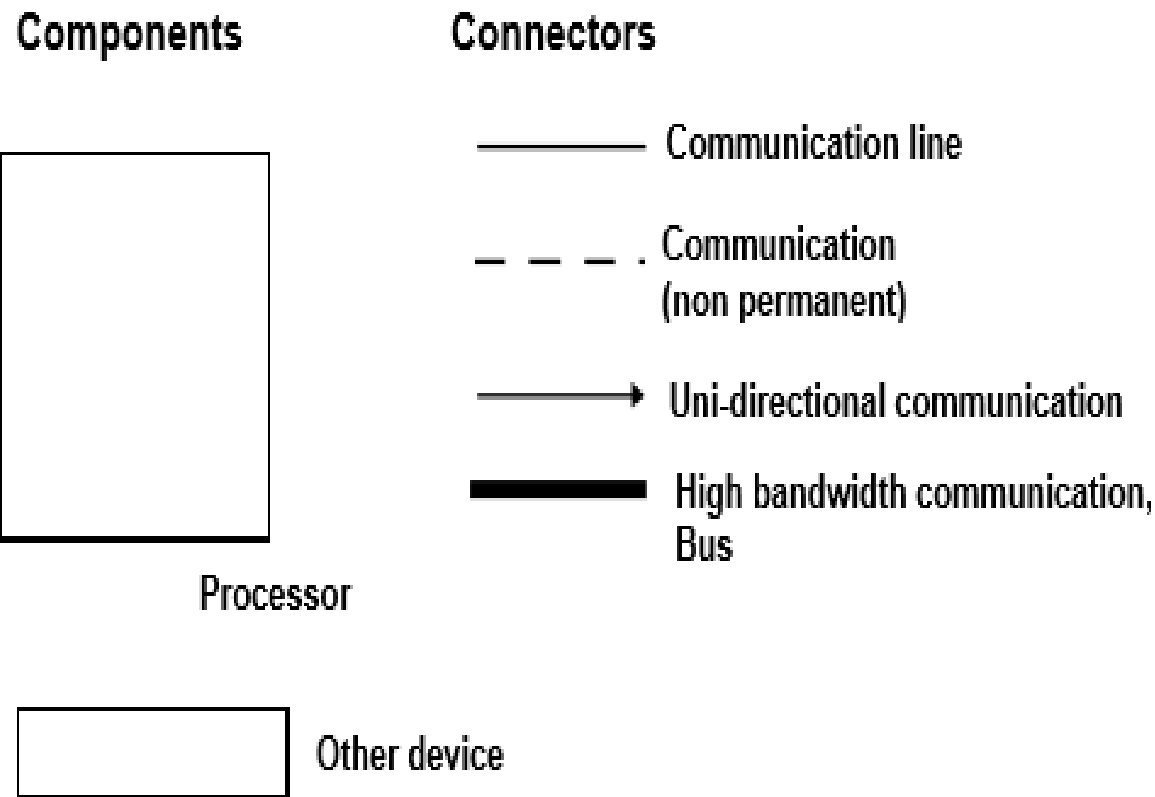 Components
Connectors
Communication line
Communication
(non permanent)
Uni-directional communication
High bandwidth communication,
Bus
Processor
Other device